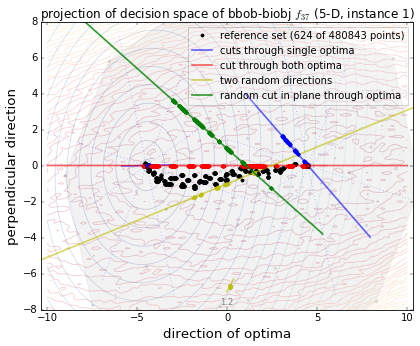 projection of decision space of bbob-biobj f37 (5-D, instance 1)
reference set (624 of 480843 points)
cuts through single optima
cut through both optima
two random directions
random cut in plane through optima
perpendicular direction
8
6
4
2
0
−2
−4
−6
−8
1.2
−10
−5
0
5
10
direction of optima